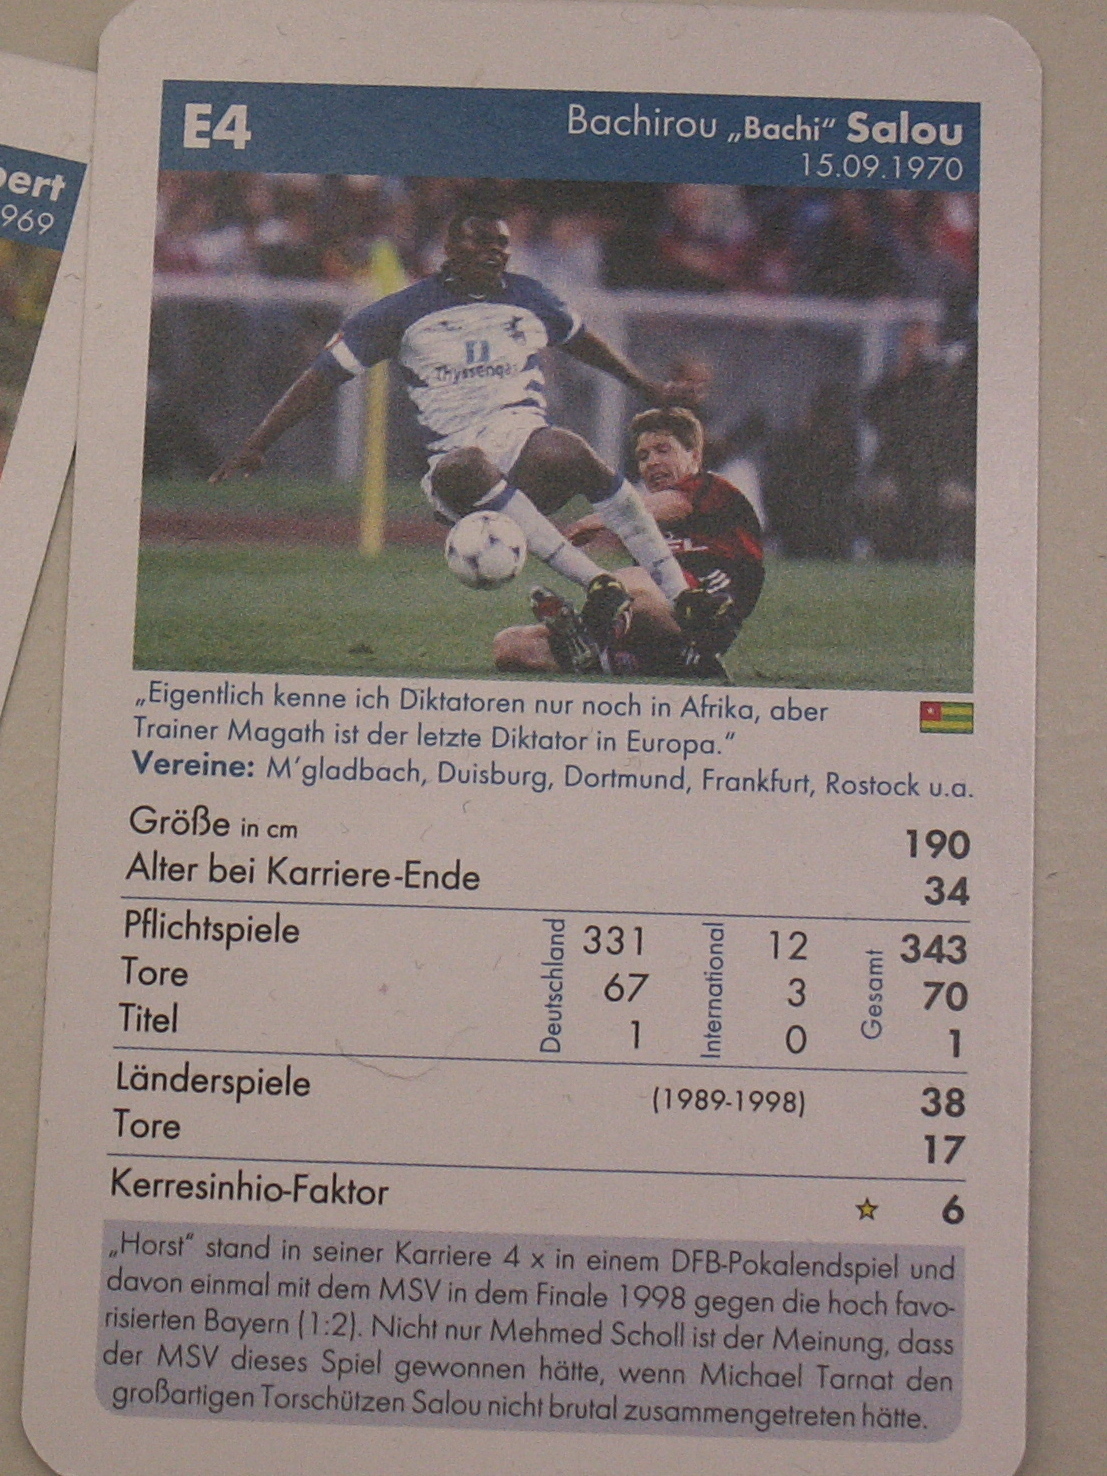 bert
969
E4
Bachirou „Bachi“ Salou
15.09.1970
Thyssengas
„Eigentlich kenne ich Diktatoren nur noch in Afrika, aber
Trainer Magath ist der letzte Diktator in Europa.“
Vereine: M'gladbach, Duisburg, Dortmund, Frankfurt, Rostock u.a.
Größe in cm 190
Alter bei Karriere-Ende 34
Pflichtspiele Deutschland 331 International 12 Gesamt 343
Tore 67 3 70
Titel 1 0 1
Länderspiele (1989-1998) 38
Tore 17
Kerresinhio-Faktor 6
„Horst“ stand in seiner Karriere 4 x in einem DFB-Pokalendspiel und
davon einmal mit dem MSV in dem Finale 1998 gegen die hoch favo-
risierten Bayern (1:2). Nicht nur Mehmed Scholl ist der Meinung, dass
der MSV dieses Spiel gewonnen hätte, wenn Michael Tarnat den
großartigen Torschützen Salou nicht brutal zusammengetreten hätte.